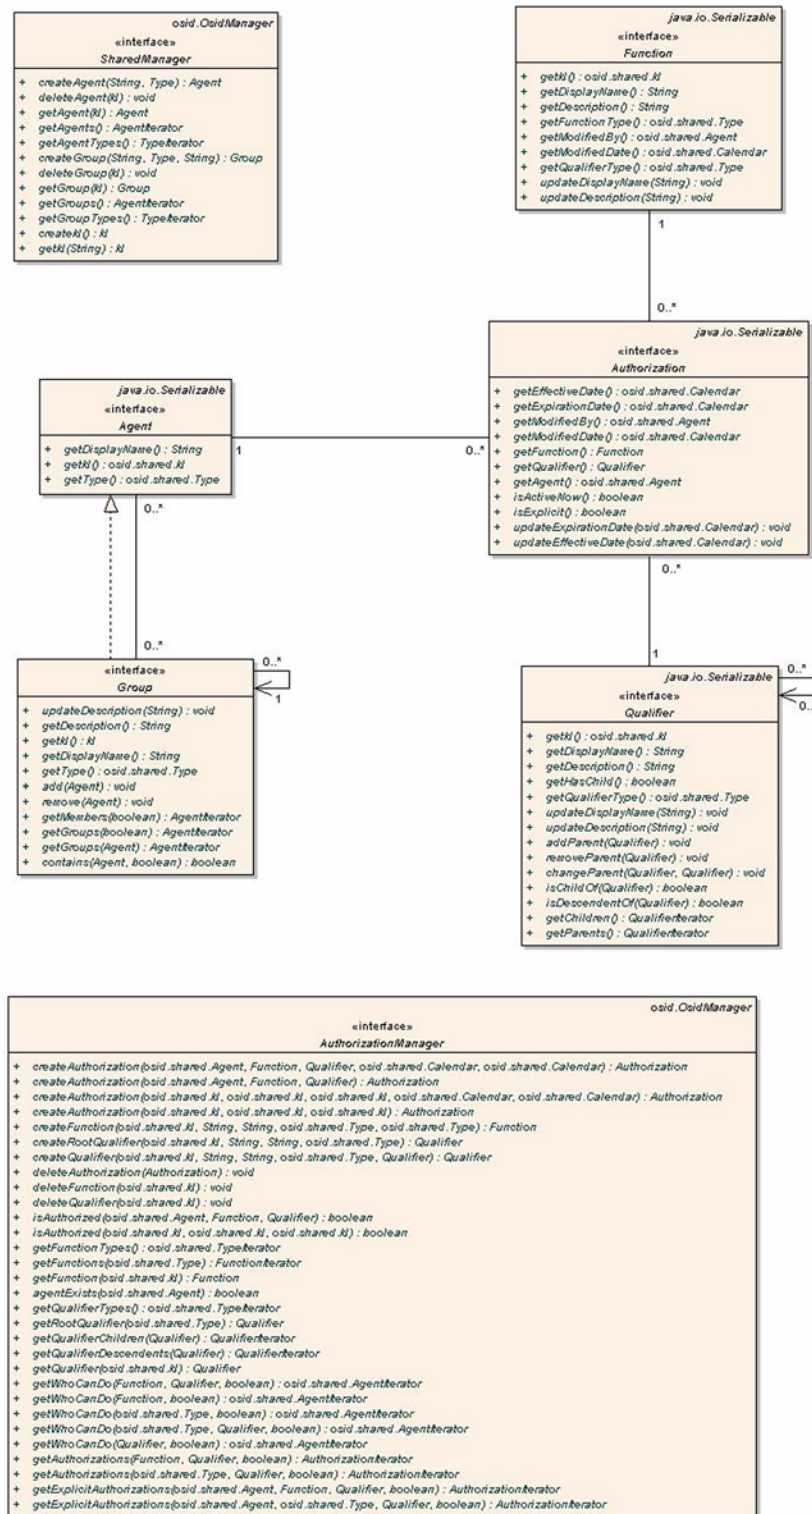 osid.OsidManager
«interface»
SharedManager
+ createAgent(String, Type) : Agent
+ deleteAgent(Id) : void
+ getAgent(Id) : Agent
+ getAgents() : AgentIterator
+ getAgentTypes() : TypeIterator
+ createGroup(String, Type, String) : Group
+ deleteGroup(Id) : void
+ getGroup(Id) : Group
+ getGroups() : AgentIterator
+ getGroupTypes() : TypeIterator
+ createId() : Id
+ getId(String) : Id
java.io.Serializable
«interface»
Function
+ getId() : osid.shared.Id
+ getDisplayName() : String
+ getDescription() : String
+ getFunctionType() : osid.shared.Type
+ getModifiedBy() : osid.shared.Agent
+ getModifiedDate() : osid.shared.Calendar
+ getQualifierType() : osid.shared.Type
+ updateDisplayName(String) : void
+ updateDescription(String) : void
1
0..*
java.io.Serializable
«interface»
Authorization
+ getEffectiveDate() : osid.shared.Calendar
+ getExpirationDate() : osid.shared.Calendar
+ getModifiedBy() : osid.shared.Agent
+ getModifiedDate() : osid.shared.Calendar
+ getFunction() : Function
+ getQualifier() : Qualifier
+ getAgent() : osid.shared.Agent
+ isActiveNow() : boolean
+ isExplicit() : boolean
+ updateExpirationDate(osid.shared.Calendar) : void
+ updateEffectiveDate(osid.shared.Calendar) : void
java.io.Serializable
«interface»
Agent
+ getDisplayName() : String
+ getId() : osid.shared.Id
+ getType() : osid.shared.Type
1
0..*
0..*
0..*
0..*
1
«interface»
Group
+ updateDescription(String) : void
+ getDescription() : String
+ getId() : Id
+ getDisplayName() : String
+ getType() : osid.shared.Type
+ add(Agent) : void
+ remove(Agent) : void
+ getMembers(boolean) : AgentIterator
+ getGroups(boolean) : AgentIterator
+ getGroups(Agent) : AgentIterator
+ contains(Agent, boolean) : boolean
0..*
1
java.io.Serializable
«interface»
Qualifier
+ getId() : osid.shared.Id
+ getDisplayName() : String
+ getDescription() : String
+ getHasChild() : boolean
+ getQualifierType() : osid.shared.Type
+ updateDisplayName(String) : void
+ updateDescription(String) : void
+ addParent(Qualifier) : void
+ removeParent(Qualifier) : void
+ changeParent(Qualifier, Qualifier) : void
+ isChildOf(Qualifier) : boolean
+ isDescendentOf(Qualifier) : boolean
+ getChildren() : QualifierIterator
+ getParents() : QualifierIterator
0..*
0..
osid.OsidManager
«interface»
AuthorizationManager
+ createAuthorization(osid.shared.Agent, Function, Qualifier, osid.shared.Calendar, osid.shared.Calendar) : Authorization
+ createAuthorization(osid.shared.Agent, Function, Qualifier) : Authorization
+ createAuthorization(osid.shared.Id, osid.shared.Id, osid.shared.Id, osid.shared.Calendar, osid.shared.Calendar) : Authorization
+ createAuthorization(osid.shared.Id, osid.shared.Id, osid.shared.Id) : Authorization
+ createFunction(osid.shared.Id, String, String, osid.shared.Type, osid.shared.Type) : Function
+ createRootQualifier(osid.shared.Id, String, String, osid.shared.Type) : Qualifier
+ createQualifier(osid.shared.Id, String, String, osid.shared.Type, Qualifier) : Qualifier
+ deleteAuthorization(Authorization) : void
+ deleteFunction(osid.shared.Id) : void
+ deleteQualifier(osid.shared.Id) : void
+ isAuthorized(osid.shared.Agent, Function, Qualifier) : boolean
+ isAuthorized(osid.shared.Id, osid.shared.Id, osid.shared.Id) : boolean
+ getFunctionTypes() : osid.shared.TypeIterator
+ getFunctions(osid.shared.Type) : FunctionIterator
+ getFunction(osid.shared.Id) : Function
+ agentExists(osid.shared.Agent) : boolean
+ getQualifierTypes() : osid.shared.TypeIterator
+ getRootQualifier(osid.shared.Type) : Qualifier
+ getQualifierChildren(Qualifier) : QualifierIterator
+ getQualifierDescendents(Qualifier) : QualifierIterator
+ getQualifier(osid.shared.Id) : Qualifier
+ getWhoCanDo(Function, Qualifier, boolean) : osid.shared.AgentIterator
+ getWhoCanDo(Function, boolean) : osid.shared.AgentIterator
+ getWhoCanDo(osid.shared.Type, boolean) : osid.shared.AgentIterator
+ getWhoCanDo(osid.shared.Type, Qualifier, boolean) : osid.shared.AgentIterator
+ getWhoCanDo(Qualifier, boolean) : osid.shared.AgentIterator
+ getAuthorizations(Function, Qualifier, boolean) : AuthorizationIterator
+ getAuthorizations(osid.shared.Type, Qualifier, boolean) : AuthorizationIterator
+ getExplicitAuthorizations(osid.shared.Agent, Function, Qualifier, boolean) : AuthorizationIterator
+ getExplicitAuthorizations(osid.shared.Agent, osid.shared.Type, Qualifier, boolean) : AuthorizationIterator